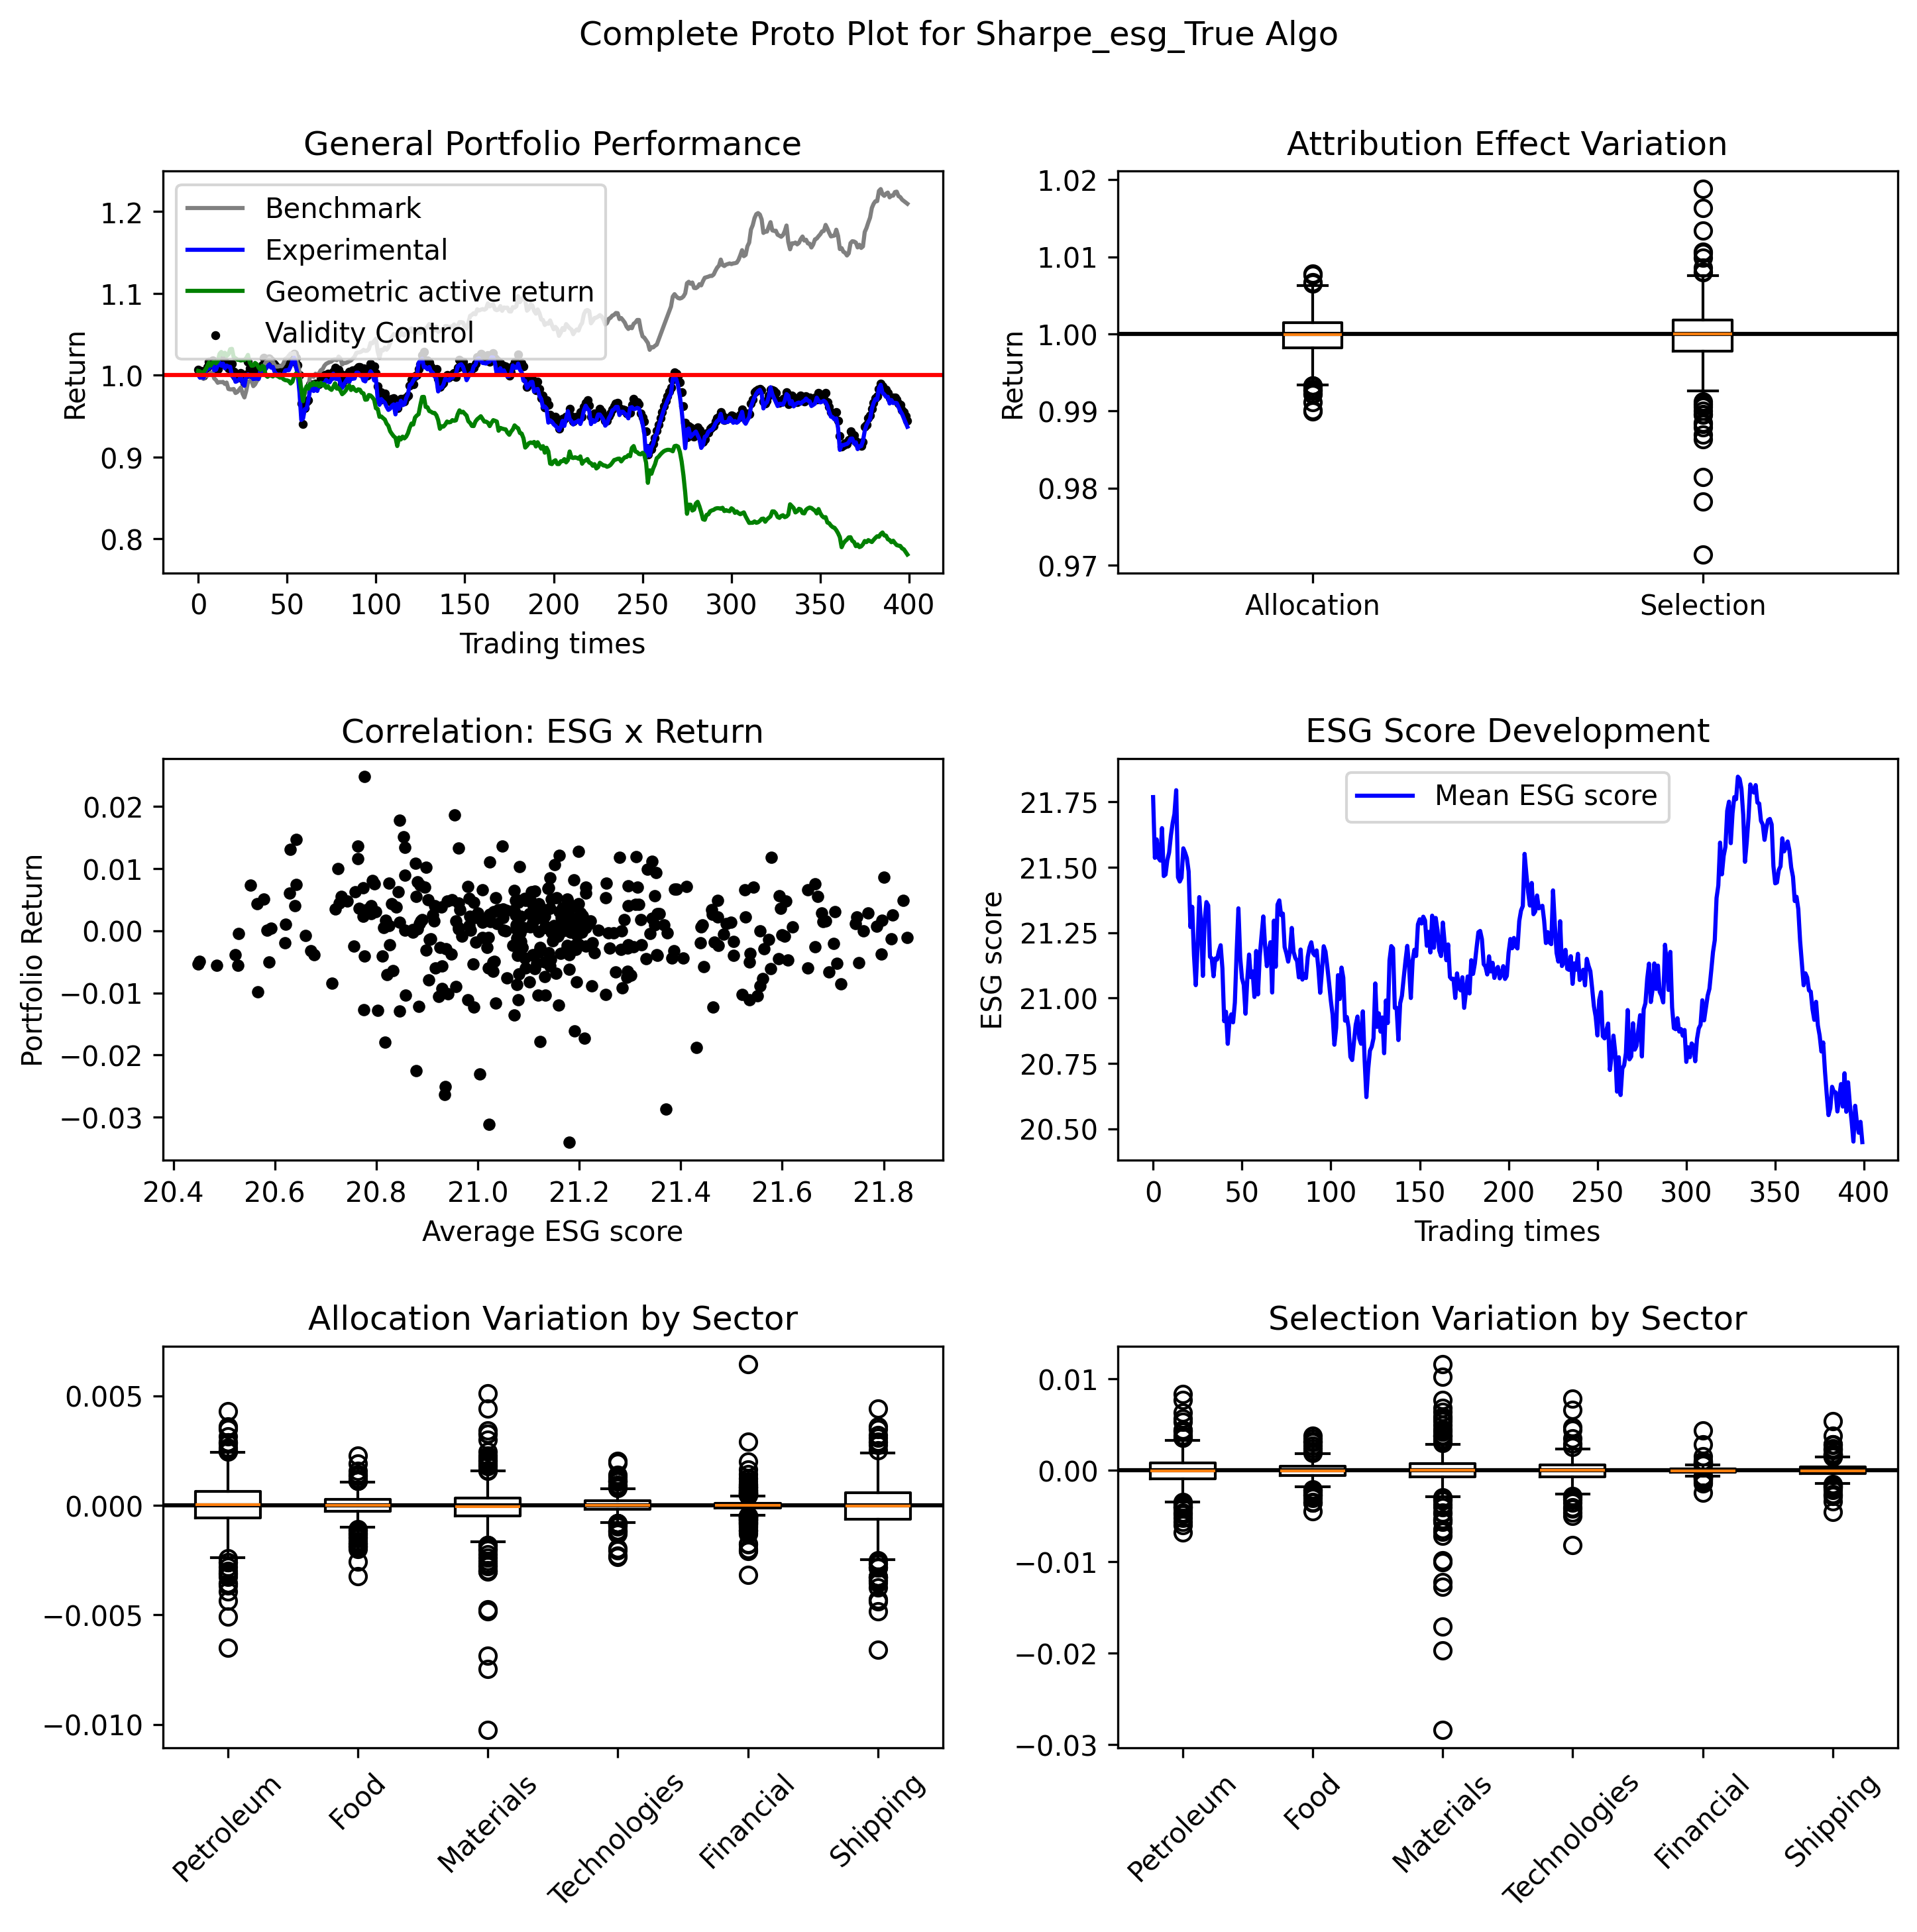 Complete Proto Plot for Sharpe_esg_True Algo
General Portfolio Performance
Return
1.2
1.1
1.0
0.9
0.8
Benchmark
Experimental
Geometric active return
Validity Control
0 50 100 150 200 250 300 350 400
Trading times
Attribution Effect Variation
Return
1.02
1.01
1.00
0.99
0.98
0.97
Allocation Selection
Correlation: ESG x Return
Portfolio Return
0.02
0.01
0.00
−0.01
−0.02
−0.03
20.4 20.6 20.8 21.0 21.2 21.4 21.6 21.8
Average ESG score
ESG Score Development
ESG score
21.75
21.50
21.25
21.00
20.75
20.50
Mean ESG score
0 50 100 150 200 250 300 350 400
Trading times
Allocation Variation by Sector
0.005
0.000
−0.005
−0.010
Petroleum
Food
Materials
Technologies
Financial
Shipping
Selection Variation by Sector
0.01
0.00
−0.01
−0.02
−0.03
Petroleum
Food
Materials
Technologies
Financial
Shipping